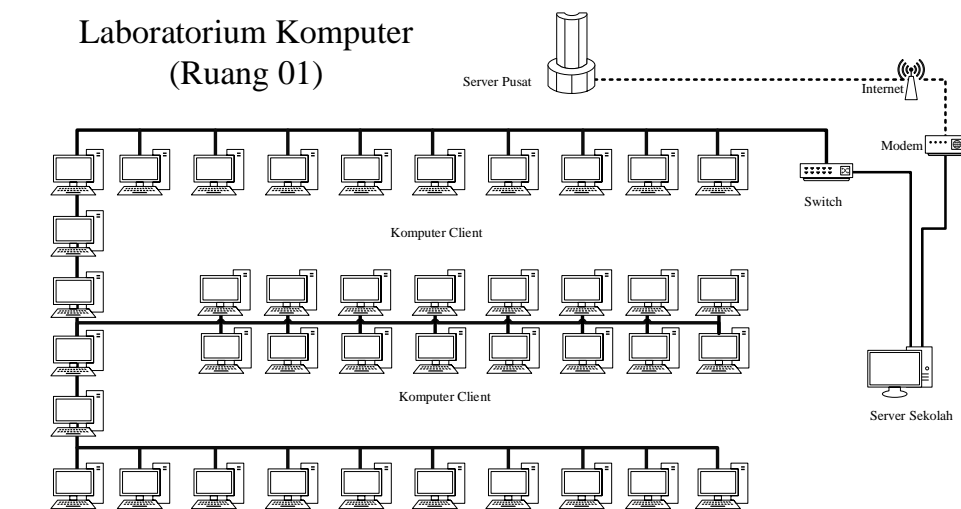 Laboratorium Komputer
(Ruang 01)
Server Pusat
Internet
Modem
Switch
Komputer Client
Komputer Client
Server Sekolah